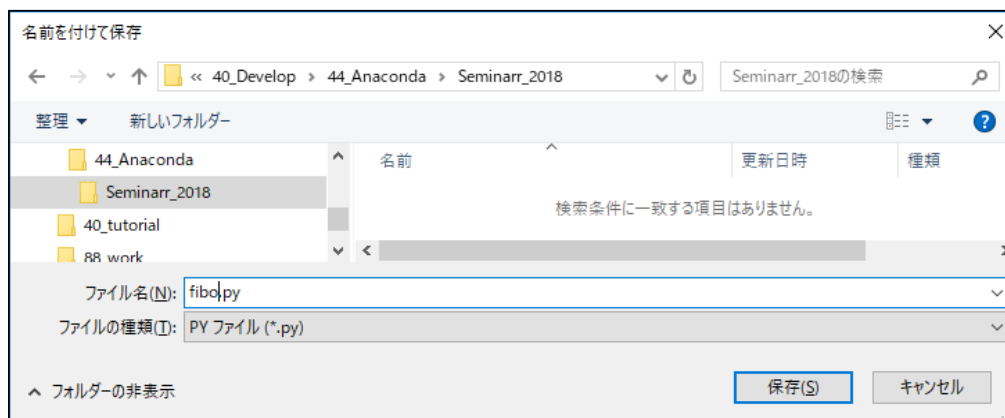 名前を付けて保存
« 40_Develop > 44_Anaconda > Seminarr_2018
Seminarr_2018の検索
整理 新しいフォルダー
44_Anaconda
Seminarr_2018
40_tutorial
88_work
名前 更新日時 種類
検索条件に一致する項目はありません。
ファイル名(N): fibo.py
ファイルの種類(T): PY ファイル (*.py)
フォルダーの非表示
保存(S) キャンセル